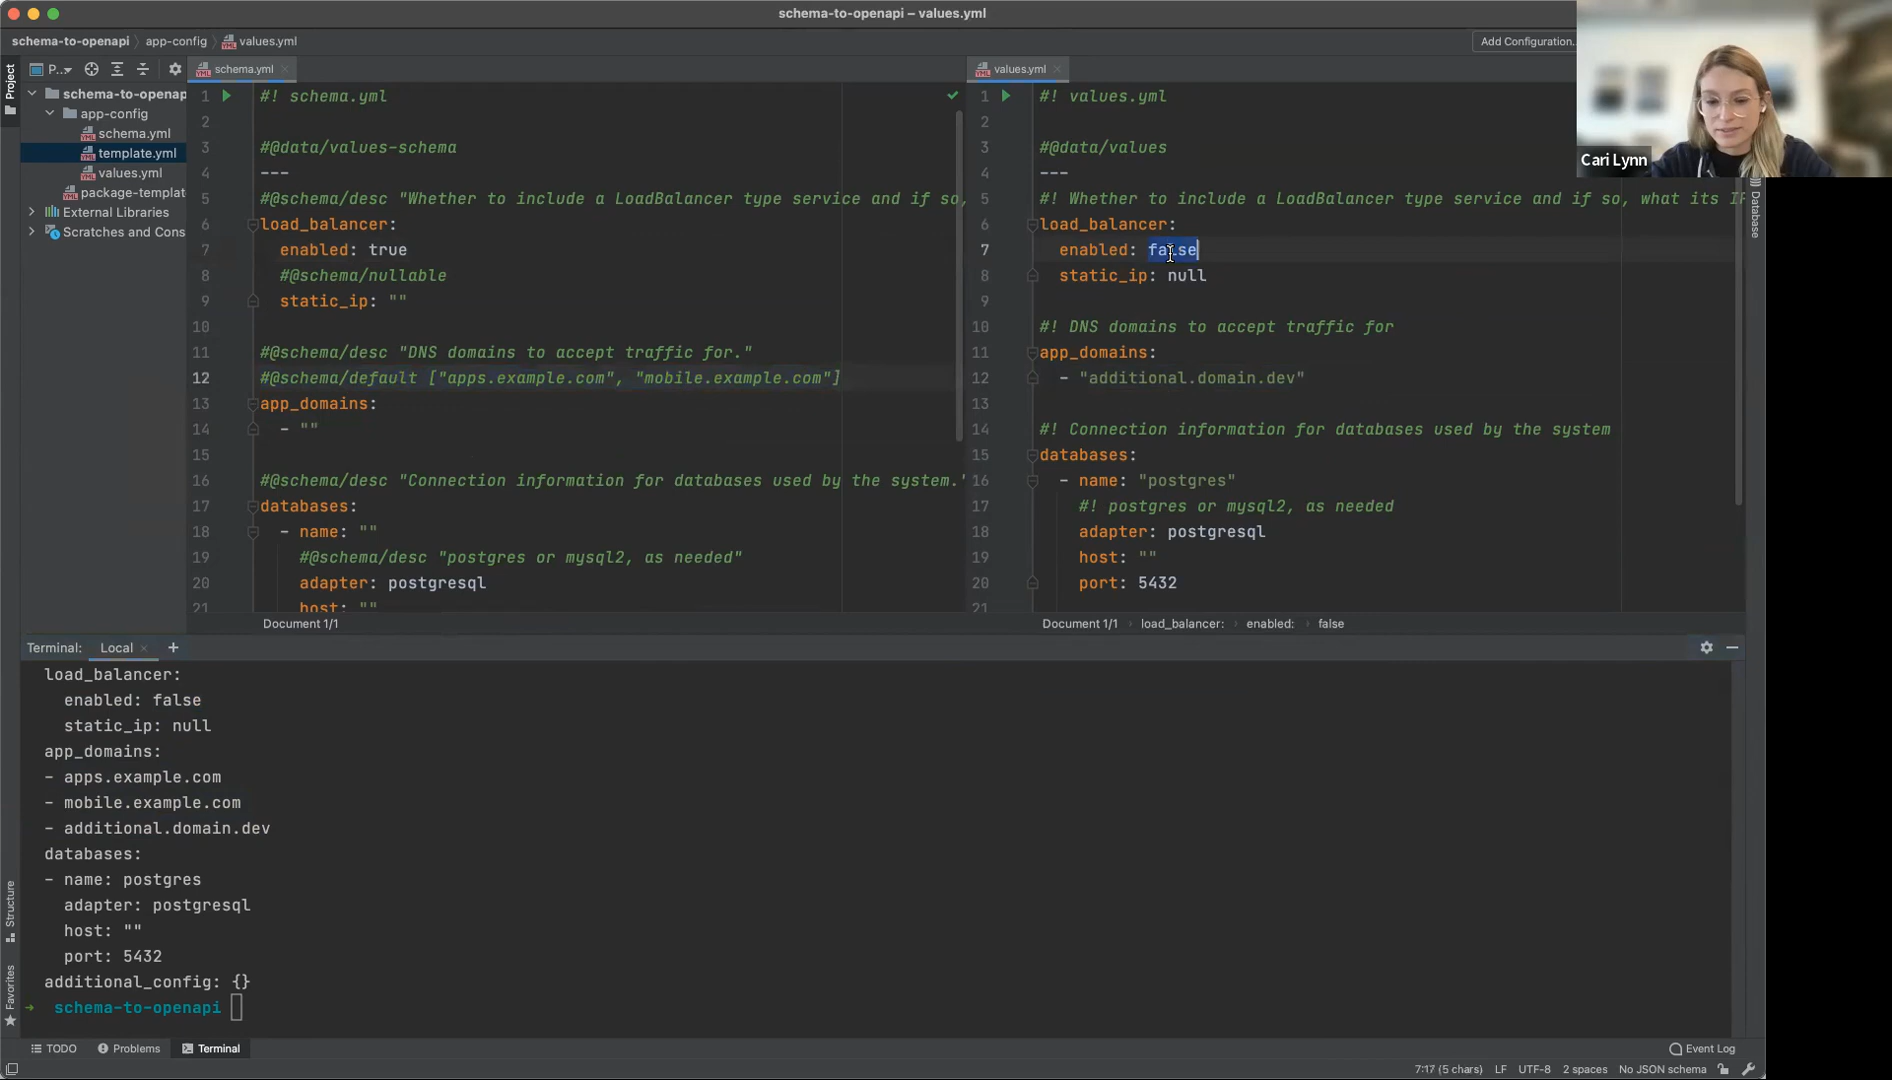 schema-to-openapi – values.yml
schema-to-openapi
app-config
values.yml
Add Configuration...
Project
P...
schema.yml
values.yml
schema-to-openap
app-config
schema.yml
template.yml
values.yml
package-templat
External Libraries
Scratches and Cons
1 #! schema.yml
2
3 #@data/values-schema
4 ---
5 #@schema/desc "Whether to include a LoadBalancer type service and if so,
6 load_balancer:
7 enabled: true
8 #@schema/nullable
9 static_ip: ""
10
11 #@schema/desc "DNS domains to accept traffic for."
12 #@schema/default ["apps.example.com", "mobile.example.com"]
13 app_domains:
14 - ""
15
16 #@schema/desc "Connection information for databases used by the system."
17 databases:
18 - name: ""
19 #@schema/desc "postgres or mysql2, as needed"
20 adapter: postgresql
21 host: ""
Document 1/1
1 #! values.yml
2
3 #@data/values
4 ---
5 #! Whether to include a LoadBalancer type service and if so, what its IP
6 load_balancer:
7 enabled: false
8 static_ip: null
9
10 #! DNS domains to accept traffic for
11 app_domains:
12 - "additional.domain.dev"
13
14 #! Connection information for databases used by the system
15 databases:
16 - name: "postgres"
17 #! postgres or mysql2, as needed
18 adapter: postgresql
19 host: ""
20 port: 5432
21
Document 1/1
load_balancer:
enabled:
false
Cari Lynn
Database
Terminal:
Local
load_balancer:
enabled: false
static_ip: null
app_domains:
- apps.example.com
- mobile.example.com
- additional.domain.dev
databases:
- name: postgres
adapter: postgresql
host: ""
port: 5432
additional_config: {}
→ schema-to-openapi
Structure
Favorites
TODO
Problems
Terminal
Event Log
7:17 (5 chars)
LF
UTF-8
2 spaces
No JSON schema